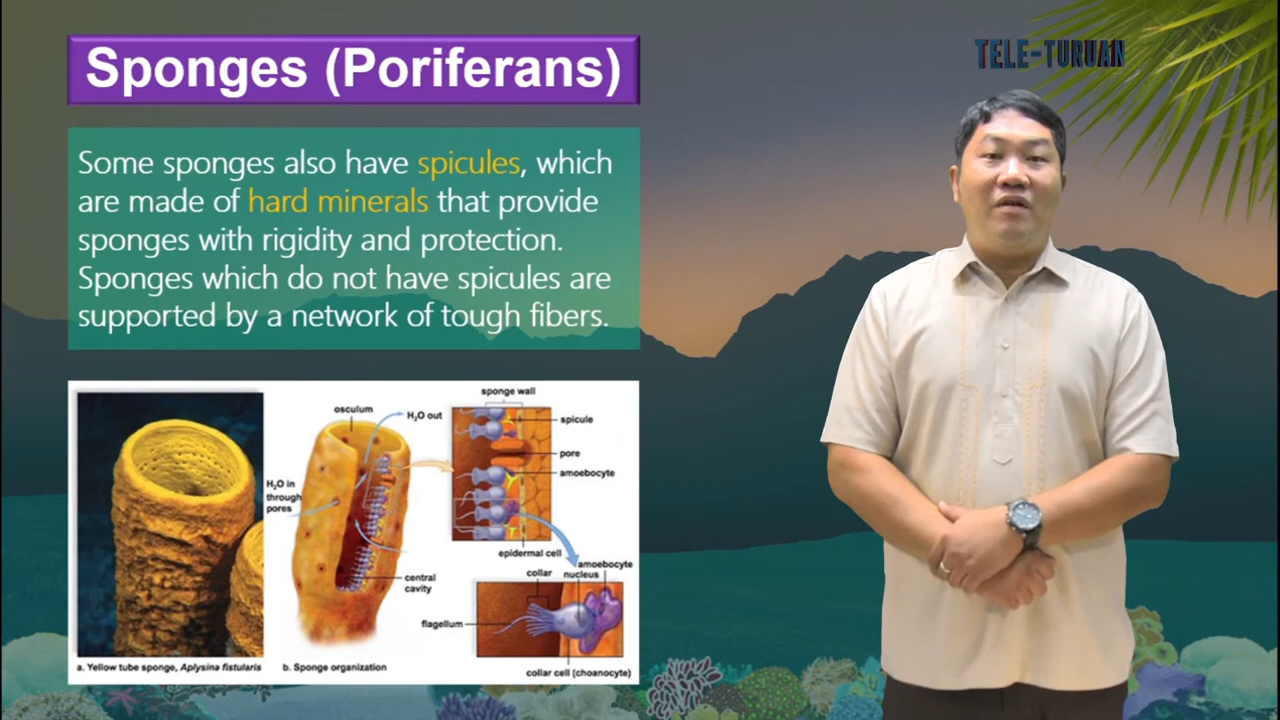 Sponges (Poriferans)
TELE-TURUAN
Some sponges also have spicules, which
are made of hard minerals that provide
sponges with rigidity and protection.
Sponges which do not have spicules are
supported by a network of tough fibers.
osculum
H₂O out
H₂O in
through
pores
central
cavity
sponge wall
spicule
pore
amoebocyte
epidermal cell
amoebocyte
nucleus
collar
flagellum
collar cell (choanocyte)
a. Yellow tube sponge, Aplysina fistularis
b. Sponge organization